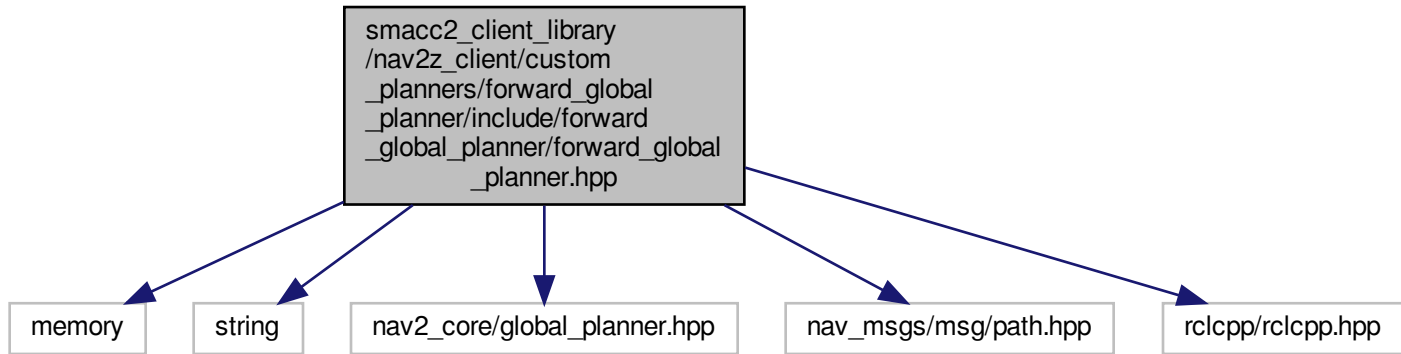 smacc2_client_library
/nav2z_client/custom
_planners/forward_global
_planner/include/forward
_global_planner/forward_global
_planner.hpp
memory
string
nav2_core/global_planner.hpp
nav_msgs/msg/path.hpp
rclcpp/rclcpp.hpp